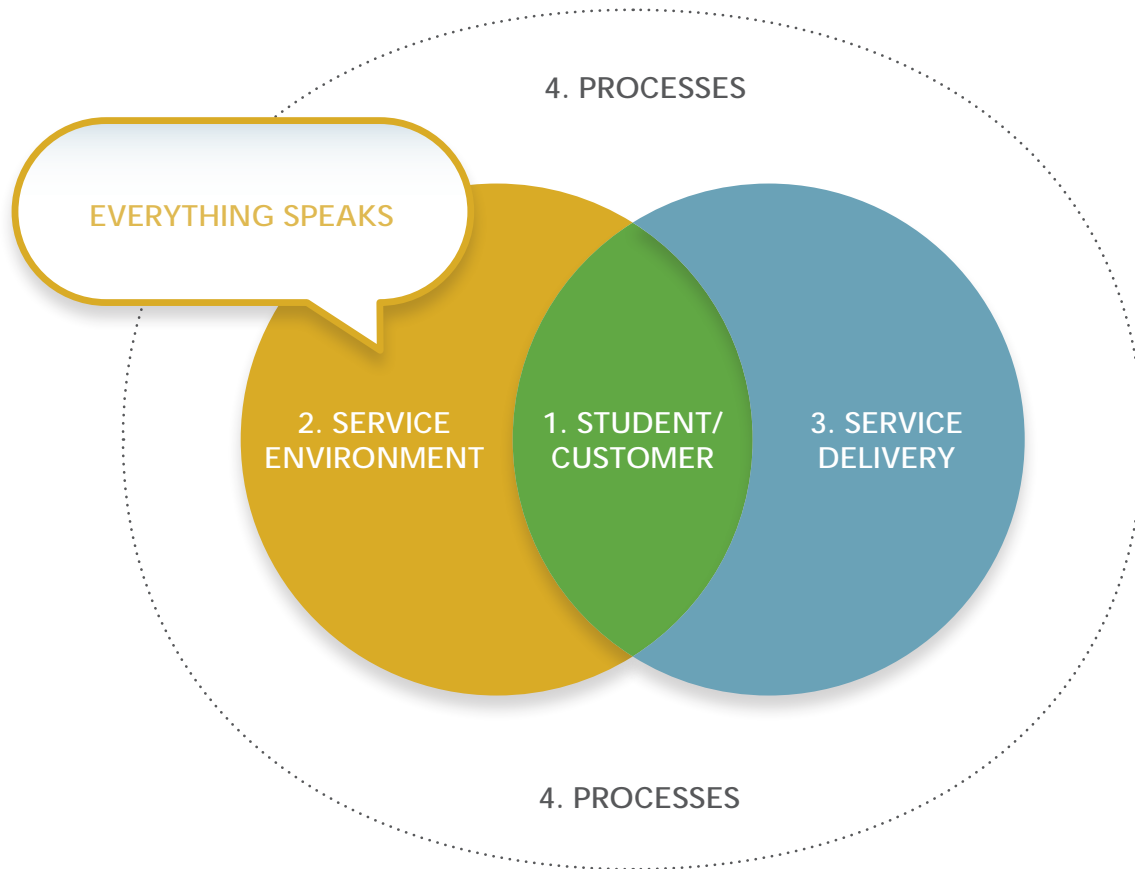 4. PROCESSES
EVERYTHING SPEAKS
2. SERVICE
ENVIRONMENT
1. STUDENT/
CUSTOMER
3. SERVICE
DELIVERY
4. PROCESSES